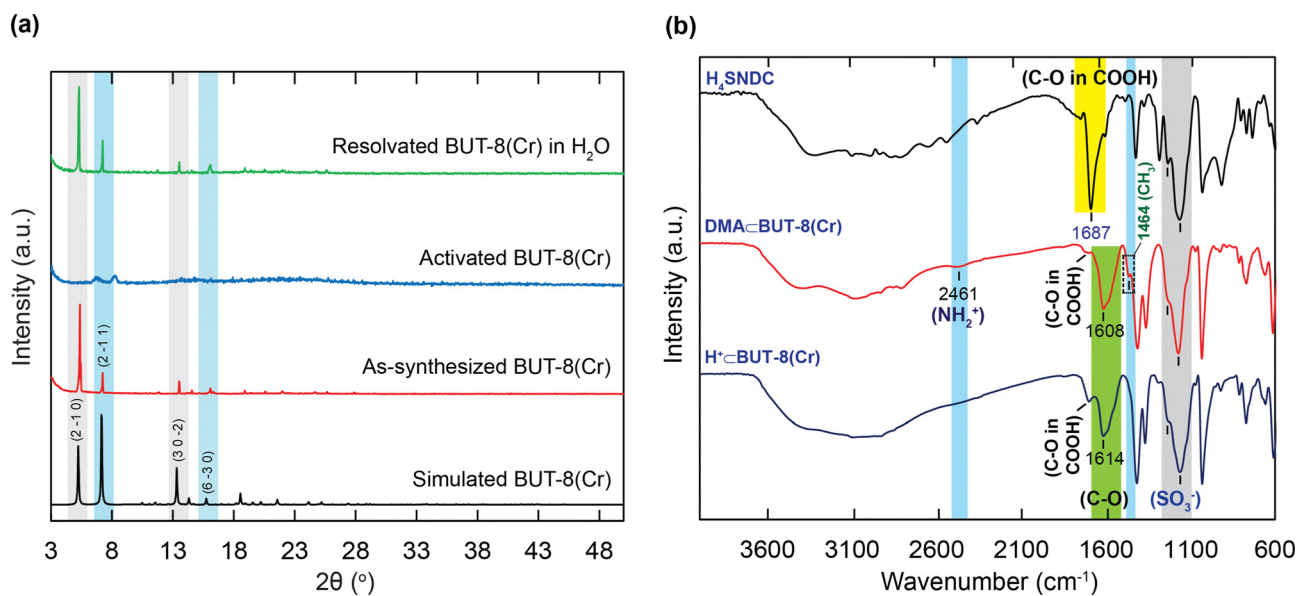 (a)
Intensity (a.u.)
Resolvated BUT-8(Cr) in H₂O
Activated BUT-8(Cr)
As-synthesized BUT-8(Cr)
Simulated BUT-8(Cr)
(2 -1 0)
(2 -1 1)
(3 0 -2)
(6 -3 0)
3 8 13 18 23 28 33 38 43 48
2θ (°)
(b)
Intensity (a.u.)
H₄SNDC
(C-O in COOH)
1687
1464 (CH₃)
DMA⊂BUT-8(Cr)
2461
(NH₂⁺)
(C-O in
COOH)
1608
H⁺⊂BUT-8(Cr)
(C-O in
COOH)
1614
(C-O)
(SO₃⁻)
3600 3100 2600 2100 1600 1100 600
Wavenumber (cm⁻¹)